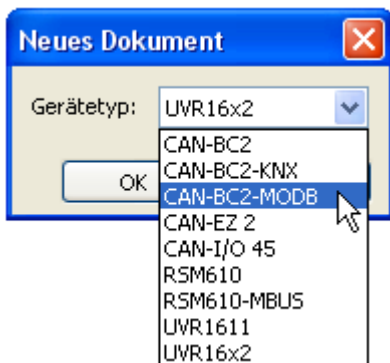 Neues Dokument
Gerätetyp: UVR16x2
CAN-BC2
OK CAN-BC2-KNX
CAN-BC2-MODB
CAN-EZ 2
CAN-I/O 45
RSM610
RSM610-MBUS
UVR1611
UVR16x2